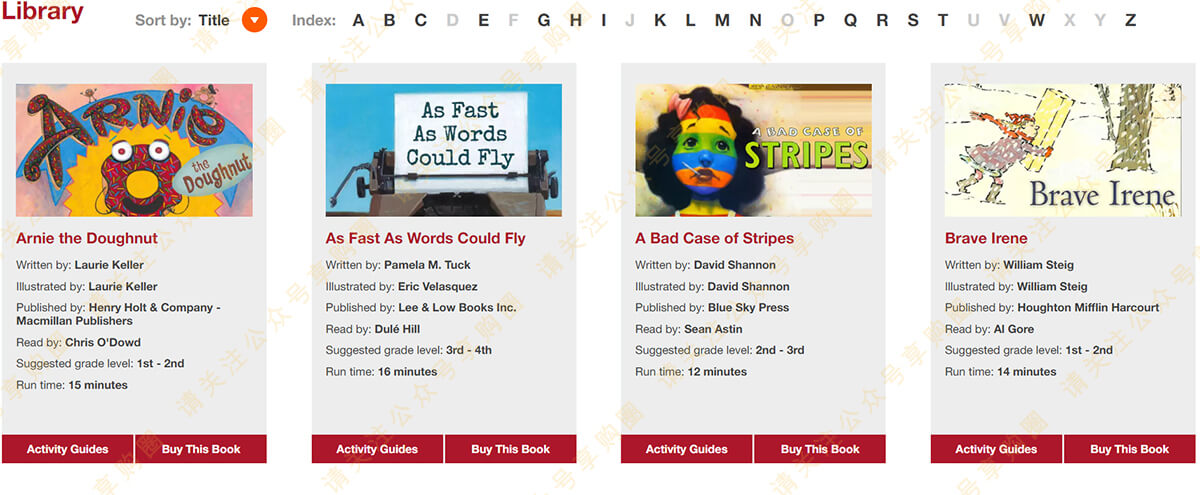 Library
Sort by: Title Index: A B C D E F G H I J K L M N O P Q R S T U V W X Y Z
ARNIE
the
Doughnut
Arnie the Doughnut
Written by: Laurie Keller
Illustrated by: Laurie Keller
Published by: Henry Holt & Company -
Macmillan Publishers
Read by: Chris O'Dowd
Suggested grade level: 1st - 2nd
Run time: 15 minutes
Activity Guides Buy This Book
As Fast
As Words
Could Fly
As Fast As Words Could Fly
Written by: Pamela M. Tuck
Illustrated by: Eric Velasquez
Published by: Lee & Low Books Inc.
Read by: Dulé Hill
Suggested grade level: 3rd - 4th
Run time: 16 minutes
Activity Guides Buy This Book
A BAD CASE OF
STRIPES
A Bad Case of Stripes
Written by: David Shannon
Illustrated by: David Shannon
Published by: Blue Sky Press
Read by: Sean Astin
Suggested grade level: 2nd - 3rd
Run time: 12 minutes
Activity Guides Buy This Book
Brave Irene
Brave Irene
Written by: William Steig
Illustrated by: William Steig
Published by: Houghton Mifflin Harcourt
Read by: Al Gore
Suggested grade level: 1st - 2nd
Run time: 14 minutes
Activity Guides Buy This Book
请关注公众号享购圈